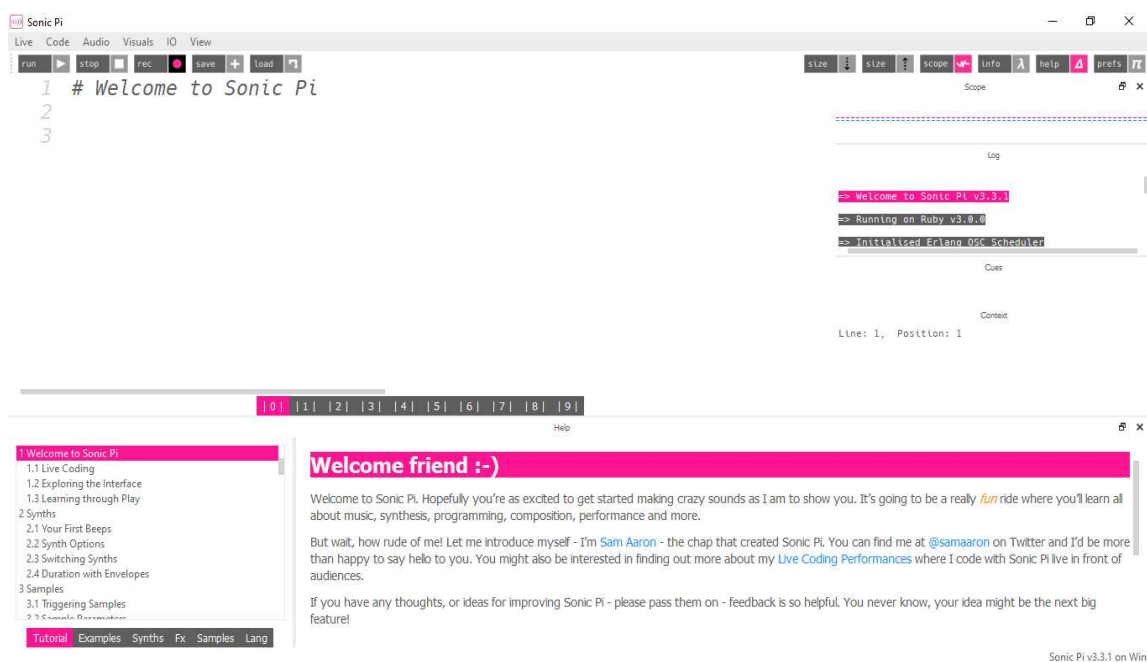 Sonic Pi
Live Code Audio Visuals IO View
run stop rec save load size size scope info help prefs
1 # Welcome to Sonic Pi
2
3
Scope
Log
=> Welcome to Sonic Pi v3.3.1
=> Running on Ruby v3.0.0
=> Initialised Erlang OSC Scheduler
Cues
Context
Line: 1, Position: 1
|0| |1| |2| |3| |4| |5| |6| |7| |8| |9|
Help
1 Welcome to Sonic Pi
1.1 Live Coding
1.2 Exploring the Interface
1.3 Learning through Play
2 Synths
2.1 Your First Beeps
2.2 Synth Options
2.3 Switching Synths
2.4 Duration with Envelopes
3 Samples
3.1 Triggering Samples
3.2 Sample Parameters
Tutorial Examples Synths Fx Samples Lang
Welcome friend :-)
Welcome to Sonic Pi. Hopefully you're as excited to get started making crazy sounds as I am to show you. It's going to be a really fun ride where you'll learn all
about music, synthesis, programming, composition, performance and more.
But wait, how rude of me! Let me introduce myself - I'm Sam Aaron - the chap that created Sonic Pi. You can find me at @samaaron on Twitter and I'd be more
than happy to say hello to you. You might also be interested in finding out more about my Live Coding Performances where I code with Sonic Pi live in front of
audiences.
If you have any thoughts, or ideas for improving Sonic Pi - please pass them on - feedback is so helpful. You never know, your idea might be the next big
feature!
Sonic Pi v3.3.1 on Win